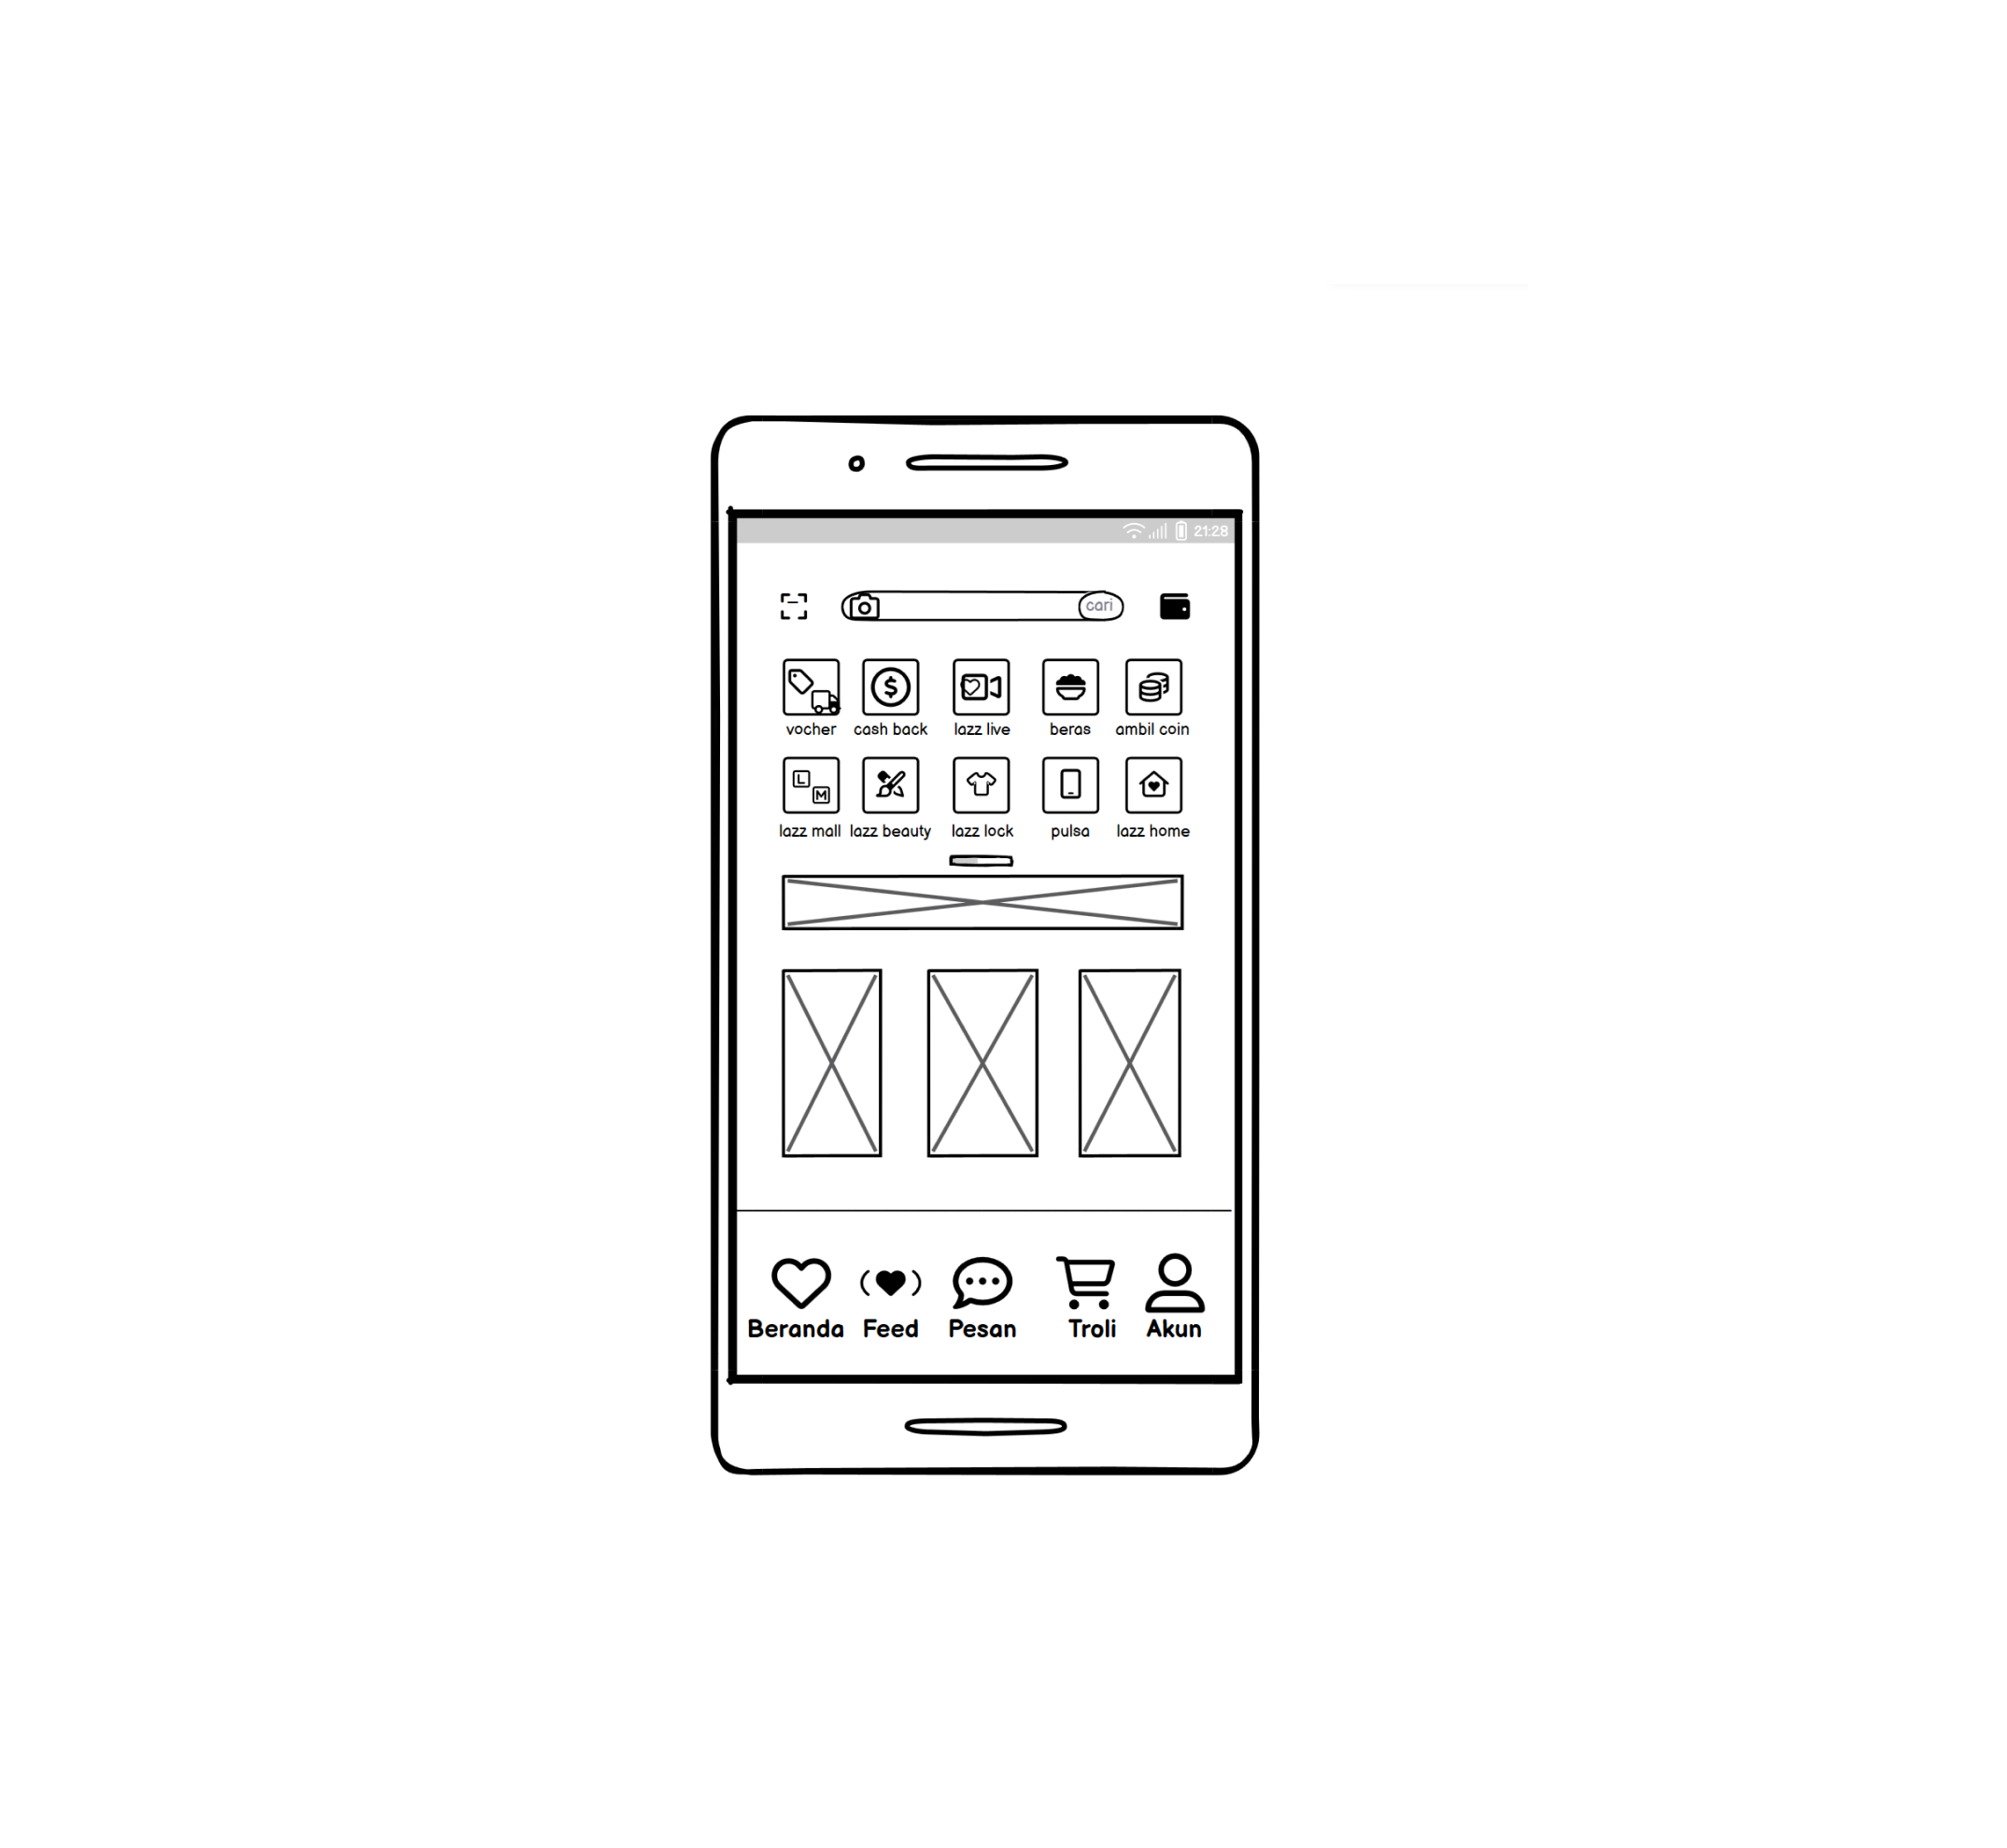 21:28
cari
vocher cash back lazz live beras ambil coin
L
M
lazz mall lazz beauty lazz lock pulsa lazz home
Beranda Feed Pesan Troli Akun